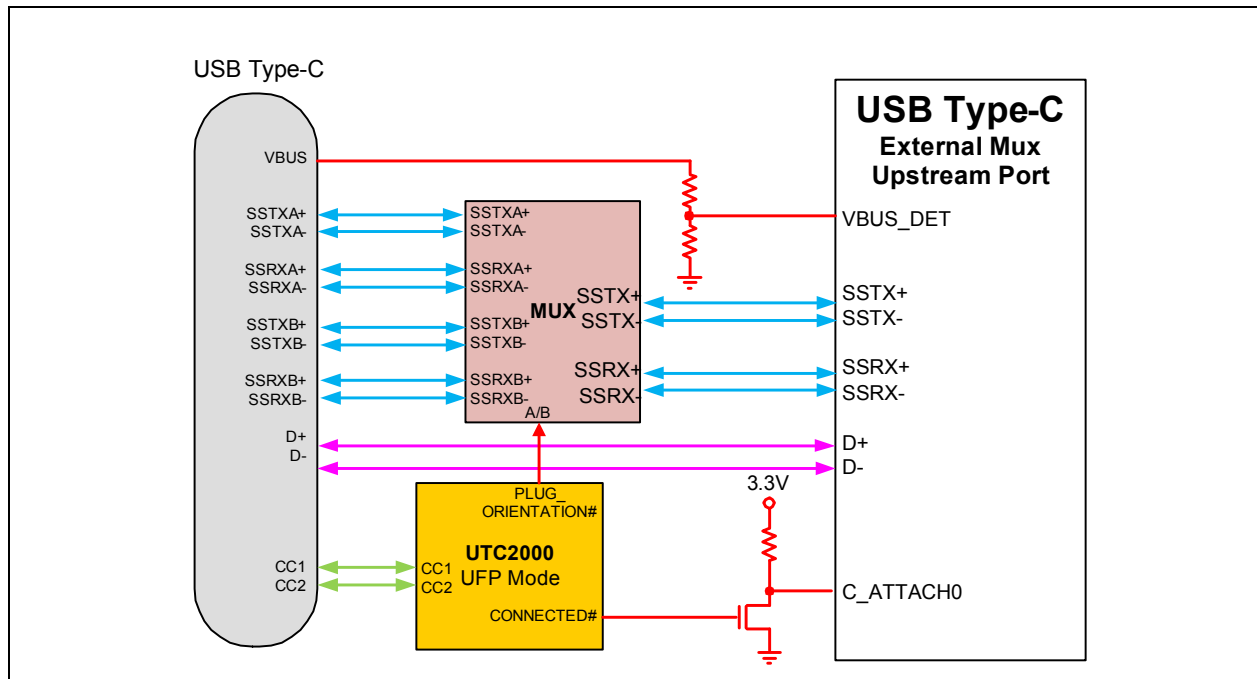 USB Type-C
VBUS
SSTXA+
SSTXA-
SSRXA+
SSRXA-
SSTXB+
SSTXB-
SSRXB+
SSRXB-
D+
D-
CC1
CC2
SSTXA+
SSTXA-
SSRXA+
SSRXA-
SSTXB+
SSTXB-
SSRXB+
SSRXB-
MUX
SSTX+
SSTX-
SSRX+
SSRX-
A/B
PLUG_
ORIENTATION#
UTC2000
UFP Mode
CC1
CC2
CONNECTED#
3.3V
USB Type-C
External Mux
Upstream Port
VBUS_DET
SSTX+
SSTX-
SSRX+
SSRX-
D+
D-
C_ATTACH0